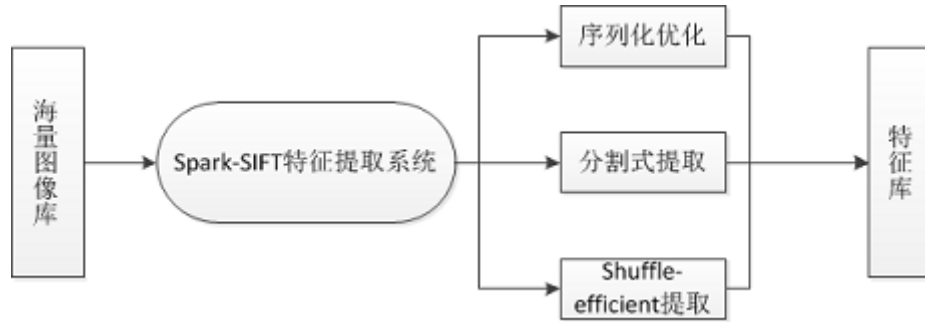 海量图像库
Spark-SIFT特征提取系统
序列化优化
分割式提取
Shuffle-
efficient提取
特征库